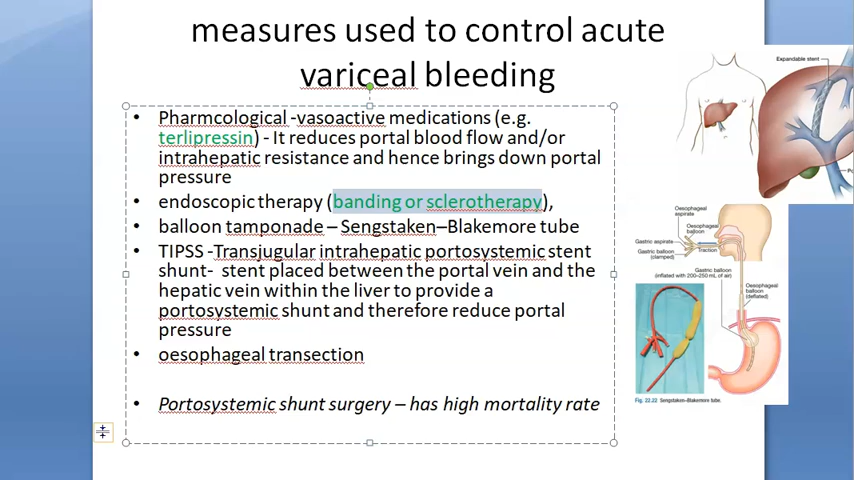 measures used to control acute
variceal bleeding
• Pharmcological -vasoactive medications (e.g.
terlipressin) - It reduces portal blood flow and/or
intrahepatic resistance and hence brings down portal
pressure
• endoscopic therapy (banding or sclerotherapy),
• balloon tamponade – Sengstaken–Blakemore tube
• TIPSS -Transjugular intrahepatic portosystemic stent
shunt- stent placed between the portal vein and the
hepatic vein within the liver to provide a
portosystemic shunt and therefore reduce portal
pressure
• oesophageal transection
• Portosystemic shunt surgery – has high mortality rate
Expandable stent
Oesophageal
aspirate
Oesophageal
balloon
Gastric aspirate
Traction
Gastric balloon
(clamped)
Gastric balloon
(inflated with 200–250 mL of air)
Oesophageal
balloon
(deflated)
Fig. 22.22 Sengstaken–Blakemore tube.